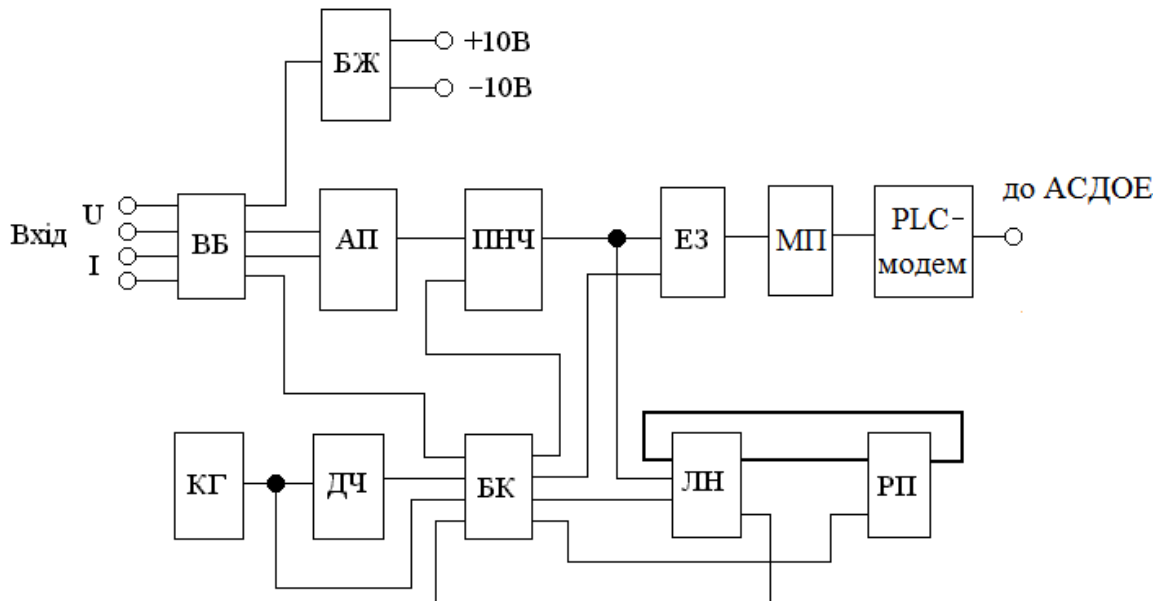 +10В
БЖ
−10В
до АСДОЕ
U
Вхід
I
ВБ
АП
ПНЧ
ЕЗ
МП
PLC−
модем
КГ
ДЧ
БК
ЛН
РП